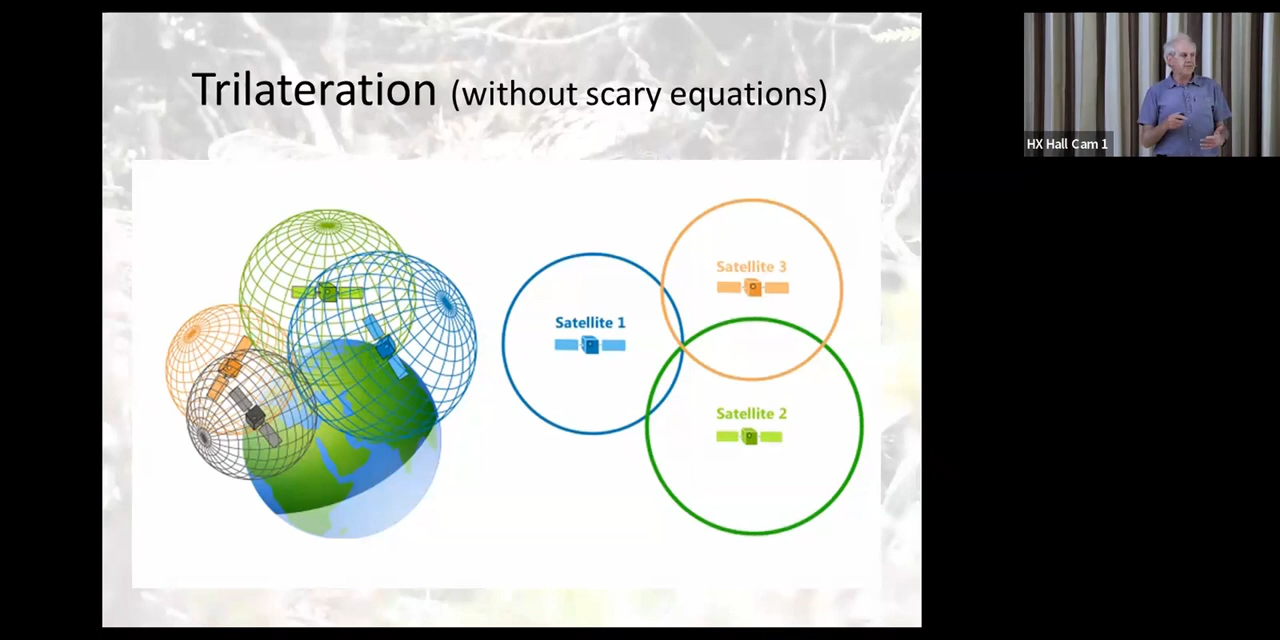 Trilateration (without scary equations)
Satellite 3
Satellite 1
Satellite 2
HX Hall Cam 1